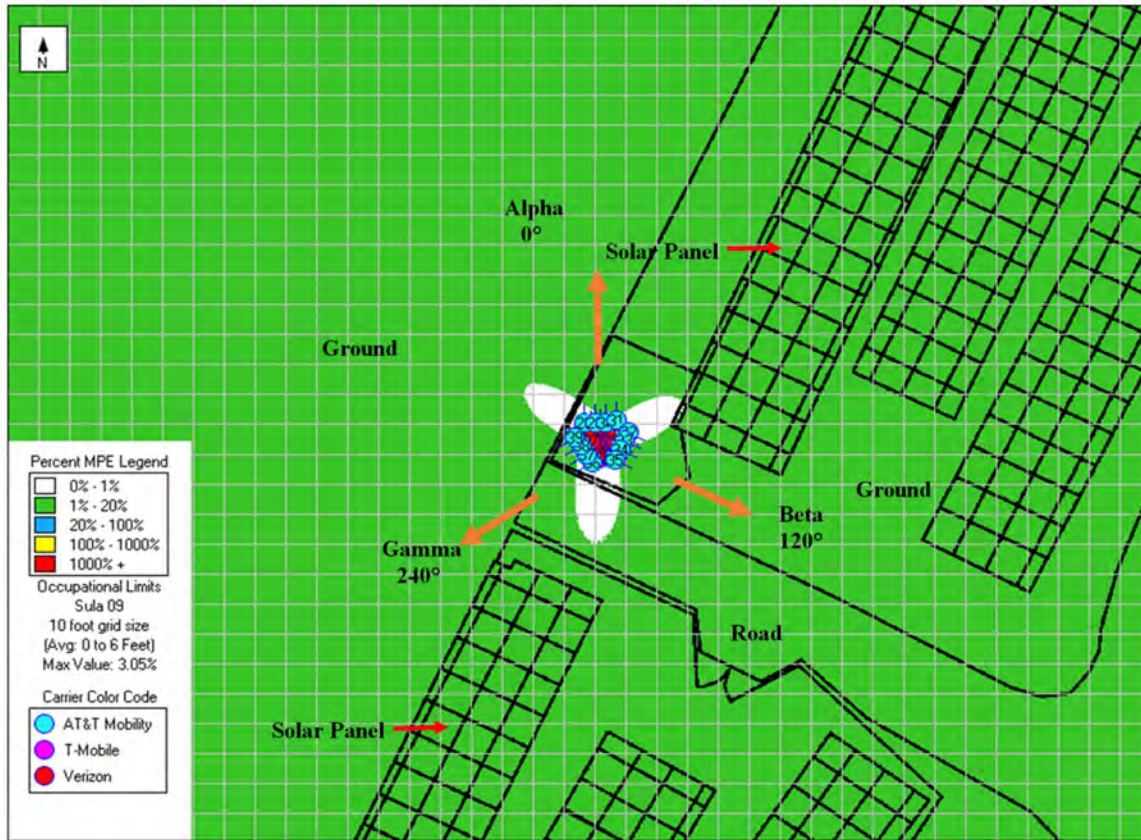 N
Alpha
0°
Solar Panel
Ground
Ground
Beta
120°
Gamma
240°
Road
Solar Panel
Percent MPE Legend
0% - 1%
1% - 20%
20% - 100%
100% - 1000%
1000% +
Occupational Limits
Sula 09
10 foot grid size
(Avg: 0 to 6 Feet)
Max Value: 3.05%
Carrier Color Code
AT&T Mobility
T-Mobile
Verizon